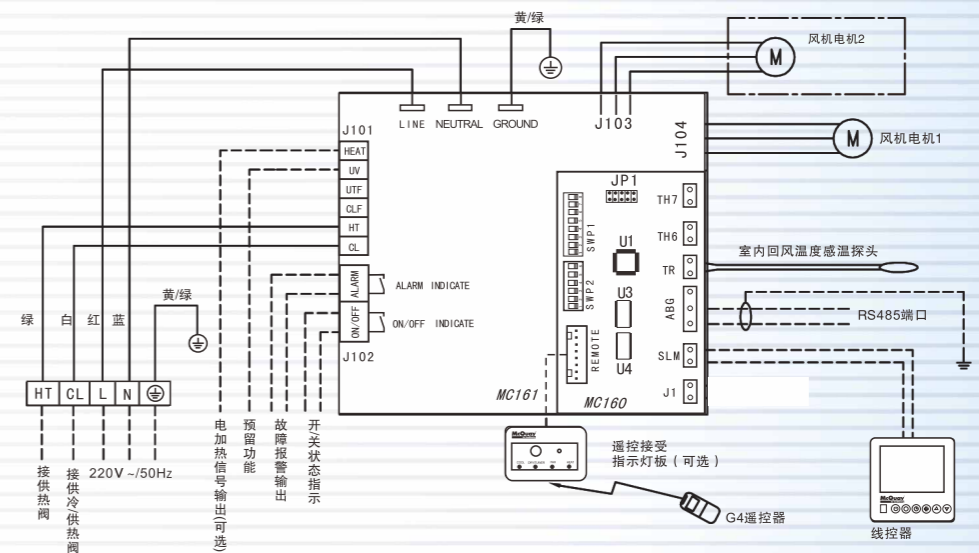 黄/绿
风机电机2
M
LINE
NEUTRAL
GROUND
J103
J104
M
风机电机1
J101
HEAT
UV
UTF
CLF
HT
CL
ALARM
ALARM INDICATE
ON/OFF
ON/OFF INDICATE
J102
JP1
SWP1
U1
SWP2
U3
U4
REMOTE
TH7
TH6
TR
室内回风温度感温探头
ABG
RS485端口
SLM
J1
MC161
MC160
绿
白
红
蓝
黄/绿
HT
CL
L
N
接供热阀
接供冷/供热阀
220V ~/50Hz
电加热信号输出(可选)
预留功能
故障报警输出
开/关状态指示
McQuay
遥控接受
指示灯板（可选）
G4遥控器
McQuay
线控器